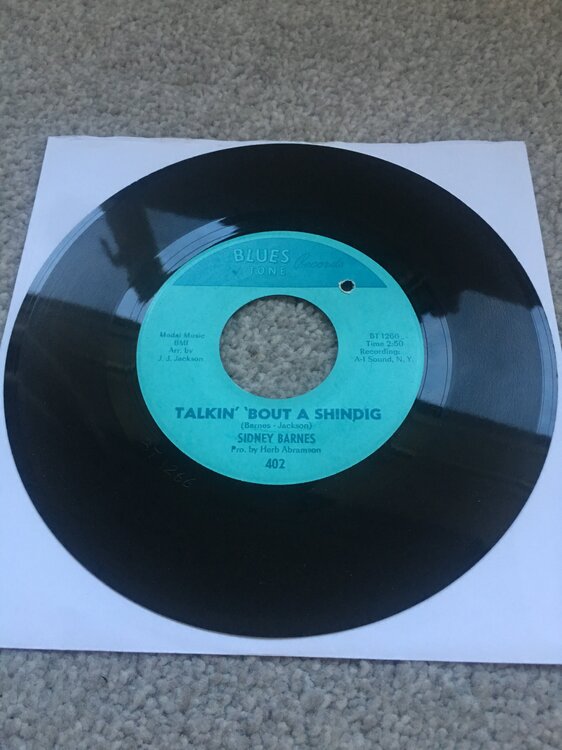 BLUES
TONE
Records
Modal Music
BMI
Arr. by
J. J. Jackson
BT 1260
Time 2:50
Recording:
A-1 Sound, N. Y.
TALKIN' 'BOUT A SHINDIG
(Barnes - Jackson)
SIDNEY BARNES
Pro. by Herb Abramson
402